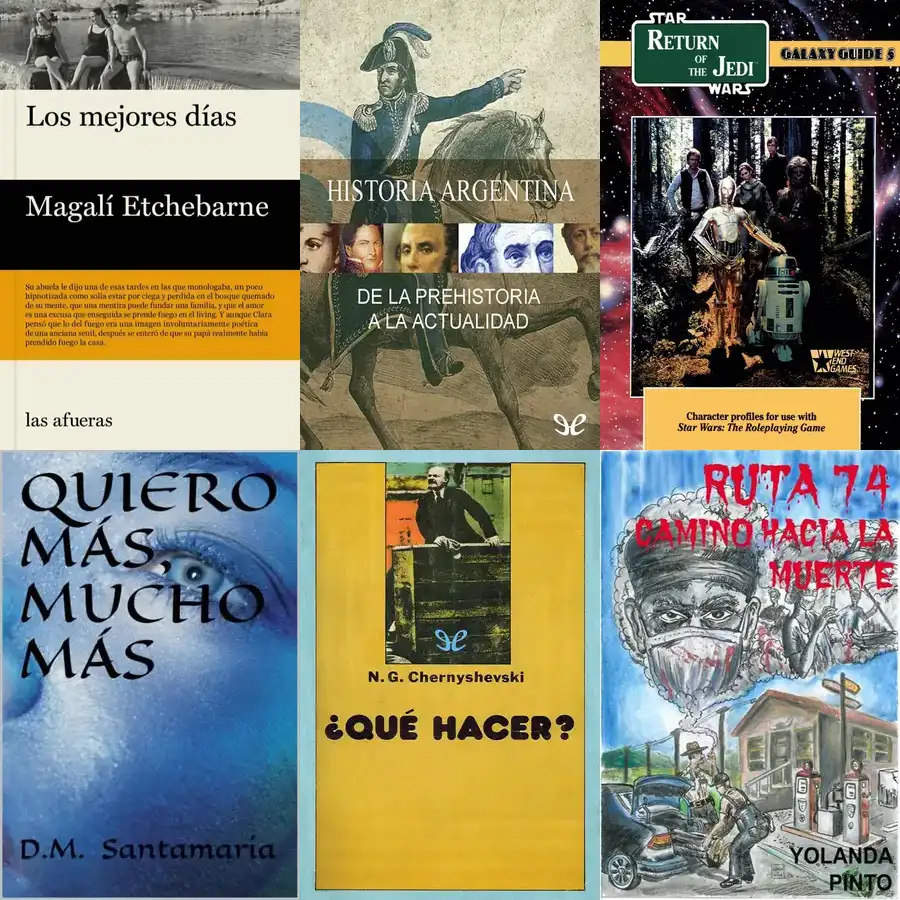 Los mejores días
Magalí Etchebarne
Su abuela le dijo una de esas tardes en las que monologaba, un poco
hipnotizada como solía estar por ciega y perdida en el bosque quemado
de su mente, que una mentira puede fundar una familia, y que el amor
es una excusa que enseguida se prende fuego en el living. Y aunque Clara
pensó que lo del fuego era una imagen involuntariamente poética
de una anciana senil, después se enteró de que su papá realmente había
prendido fuego la casa.
las afueras
HISTORIA ARGENTINA
DE LA PREHISTORIA
A LA ACTUALIDAD
STAR
RETURN
OF
THE JEDI
WARS
GALAXY GUIDE 5
WEST
END
GAMES
Character profiles for use with
Star Wars: The Roleplaying Game
QUIERO
MÁS,
MUCHO
MÁS
D.M. Santamaría
N. G. Chernyshevski
¿QUÉ HACER?
RUTA 74
CAMINO HACIA LA
MUERTE
YOLANDA
PINTO